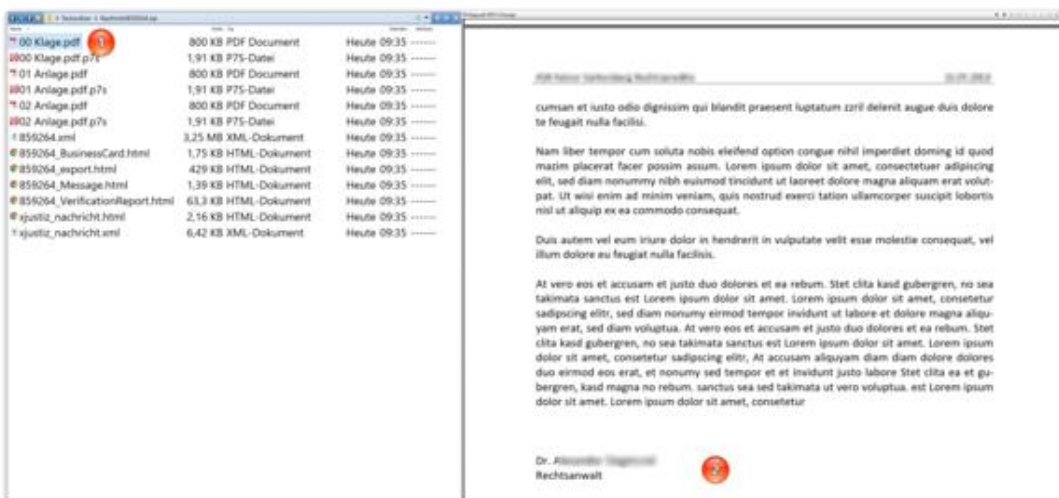 00 Klage.pdf 800 KB PDF Document Heute 09:35 ------
1
00 Klage.pdf.p7s 1,91 KB P7S-Datei Heute 09:35 ------
01 Anlage.pdf 800 KB PDF Document Heute 09:35 ------
01 Anlage.pdf.p7s 1,91 KB P7S-Datei Heute 09:35 ------
02 Anlage.pdf 800 KB PDF Document Heute 09:35 ------
02 Anlage.pdf.p7s 1,91 KB P7S-Datei Heute 09:35 ------
859264.xml 3,25 MB XML-Dokument Heute 09:35 ------
859264_BusinessCard.html 1,75 KB HTML-Dokument Heute 09:35 ------
859264_export.html 429 KB HTML-Dokument Heute 09:35 ------
859264_Message.html 1,39 KB HTML-Dokument Heute 09:35 ------
859264_VerificationReport.html 63,3 KB HTML-Dokument Heute 09:35 ------
xjustiz_nachricht.html 2,16 KB HTML-Dokument Heute 09:35 ------
xjustiz_nachricht.xml 6,42 KB XML-Dokument Heute 09:35 ------
cumsan et iusto odio dignissim qui blandit praesent luptatum zzril delenit augue duis dolore
te feugait nulla facilisi.
Nam liber tempor cum soluta nobis eleifend option congue nihil imperdiet doming id quod
mazim placerat facer possim assum. Lorem ipsum dolor sit amet, consectetuer adipiscing
elit, sed diam nonummy nibh euismod tincidunt ut laoreet dolore magna aliquam erat volut-
pat. Ut wisi enim ad minim veniam, quis nostrud exerci tation ullamcorper suscipit lobortis
nisl ut aliquip ex ea commodo consequat.
Duis autem vel eum iriure dolor in hendrerit in vulputate velit esse molestie consequat, vel
illum dolore eu feugiat nulla facilisis.
At vero eos et accusam et justo duo dolores et ea rebum. Stet clita kasd gubergren, no sea
takimata sanctus est Lorem ipsum dolor sit amet. Lorem ipsum dolor sit amet, consetetur
sadipscing elitr, sed diam nonumy eirmod tempor invidunt ut labore et dolore magna aliqu-
yam erat, sed diam voluptua. At vero eos et accusam et justo duo dolores et ea rebum. Stet
clita kasd gubergren, no sea takimata sanctus est Lorem ipsum dolor sit amet. Lorem ipsum
dolor sit amet, consetetur sadipscing elitr, At accusam aliquyam diam diam dolore dolores
duo eirmod eos erat, et nonumy sed tempor et et invidunt justo labore Stet clita ea et gu-
bergren, kasd magna no rebum. sanctus sea sed takimata ut vero voluptua. est Lorem ipsum
dolor sit amet. Lorem ipsum dolor sit amet, consetetur
Dr.
2
Rechtsanwalt